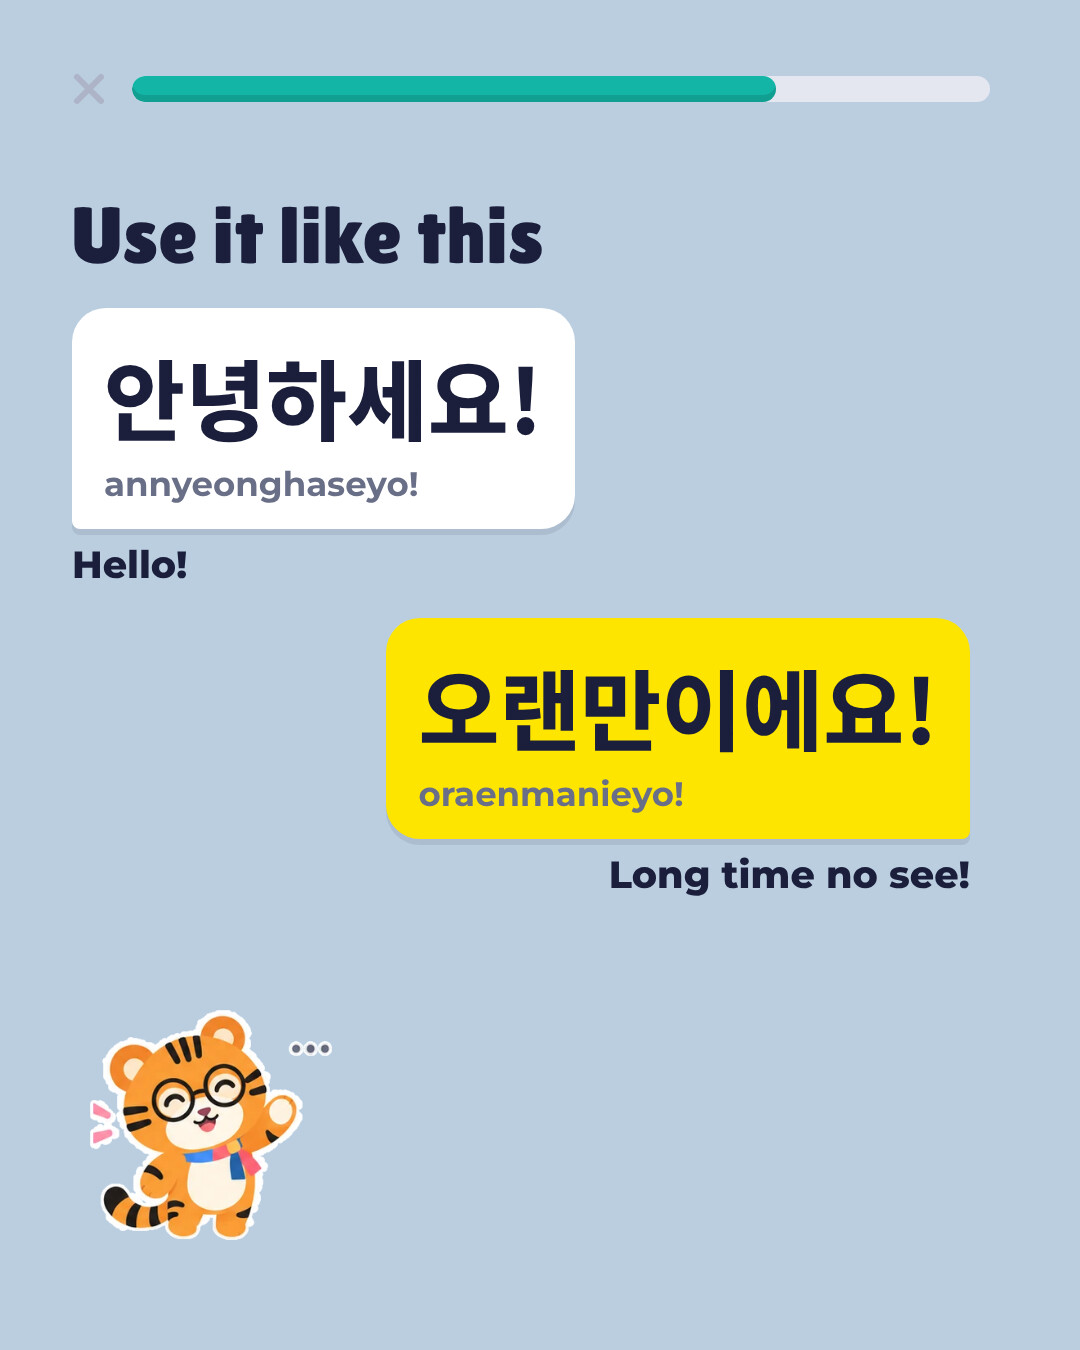 Use it like this
안녕하세요!
annyeonghaseyo!
Hello!
오랜만이에요!
oraenmanieyo!
Long time no see!